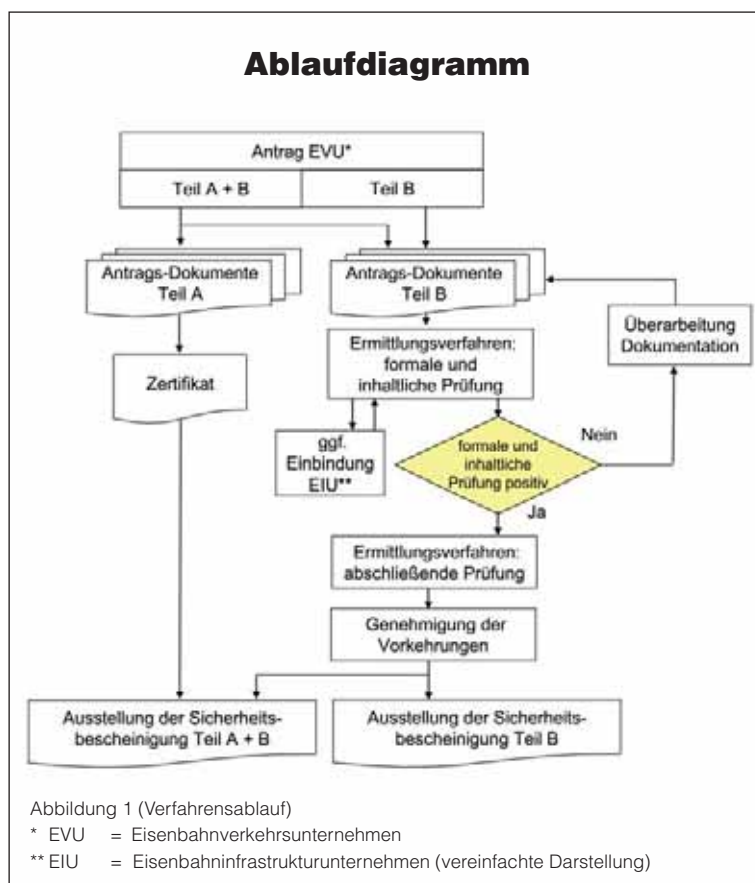 Ablaufdiagramm
Antrag EVU*
Teil A + B
Teil B
Antrags-Dokumente
Teil A
Antrags-Dokumente
Teil B
Überarbeitung
Dokumentation
Zertifikat
Ermittlungsverfahren:
formale und
inhaltliche Prüfung
ggf.
Einbindung
EIU**
formale und
inhaltliche
Prüfung positiv
Nein
Ja
Ermittlungsverfahren:
abschließende Prüfung
Genehmigung der
Vorkehrungen
Ausstellung der Sicherheits-
bescheinigung Teil A + B
Ausstellung der Sicherheits-
bescheinigung Teil B
Abbildung 1 (Verfahrensablauf)
* EVU = Eisenbahnverkehrsunternehmen
** EIU = Eisenbahninfrastrukturunternehmen (vereinfachte Darstellung)